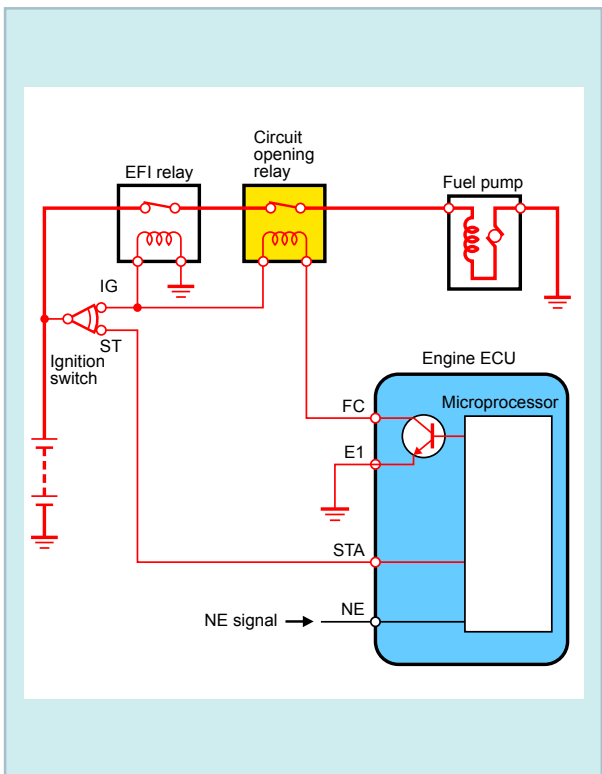 Circuit
opening
relay
EFI relay
Fuel pump
IG
ST
Ignition
switch
Engine ECU
Microprocessor
FC
E1
STA
NE
NE signal